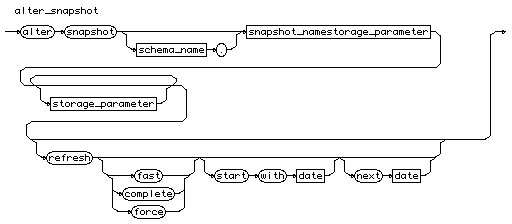 alter_snapshot
alter snapshot snapshot_namestorage_parameter
schema_name .
storage_parameter
refresh
fast start with date next date
complete
force